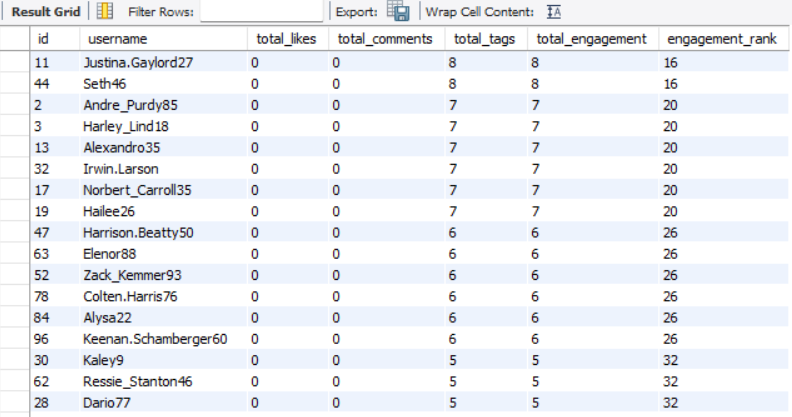 Result Grid Filter Rows: Export: Wrap Cell Content: IA
id username total_likes total_comments total_tags total_engagement engagement_rank
11 Justina.Gaylord27 0 0 8 8 16
44 Seth46 0 0 8 8 16
2 Andre_Purdy85 0 0 7 7 20
3 Harley_Lind18 0 0 7 7 20
13 Alexandro35 0 0 7 7 20
32 Irwin.Larson 0 0 7 7 20
17 Norbert_Carroll35 0 0 7 7 20
19 Hailee26 0 0 7 7 20
47 Harrison.Beatty50 0 0 6 6 26
63 Elenor88 0 0 6 6 26
52 Zack_Kemmer93 0 0 6 6 26
78 Colten.Harris76 0 0 6 6 26
84 Alysa22 0 0 6 6 26
96 Keenan.Schamberger60 0 0 6 6 26
30 Kaley9 0 0 5 5 32
62 Ressie_Stanton46 0 0 5 5 32
28 Dario77 0 0 5 5 32